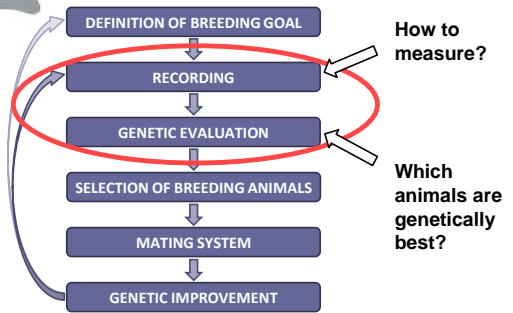 DEFINITION OF BREEDING GOAL
How to
measure?
RECORDING
GENETIC EVALUATION
Which
animals are
genetically
best?
SELECTION OF BREEDING ANIMALS
MATING SYSTEM
GENETIC IMPROVEMENT